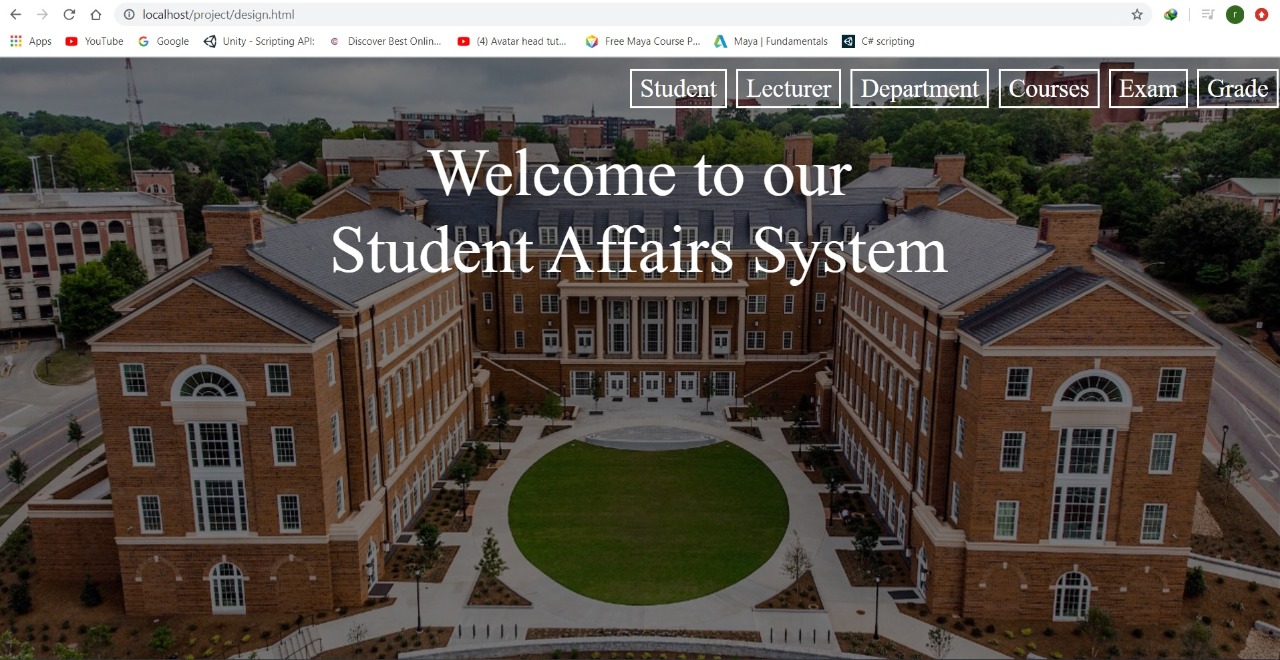 localhost/project/design.html
r
Apps YouTube Google Unity - Scripting API: Discover Best Onlin... (4) Avatar head tut... Free Maya Course P... Maya | Fundamentals C# scripting
Student Lecturer Department Courses Exam Grade
Welcome to our
Student Affairs System